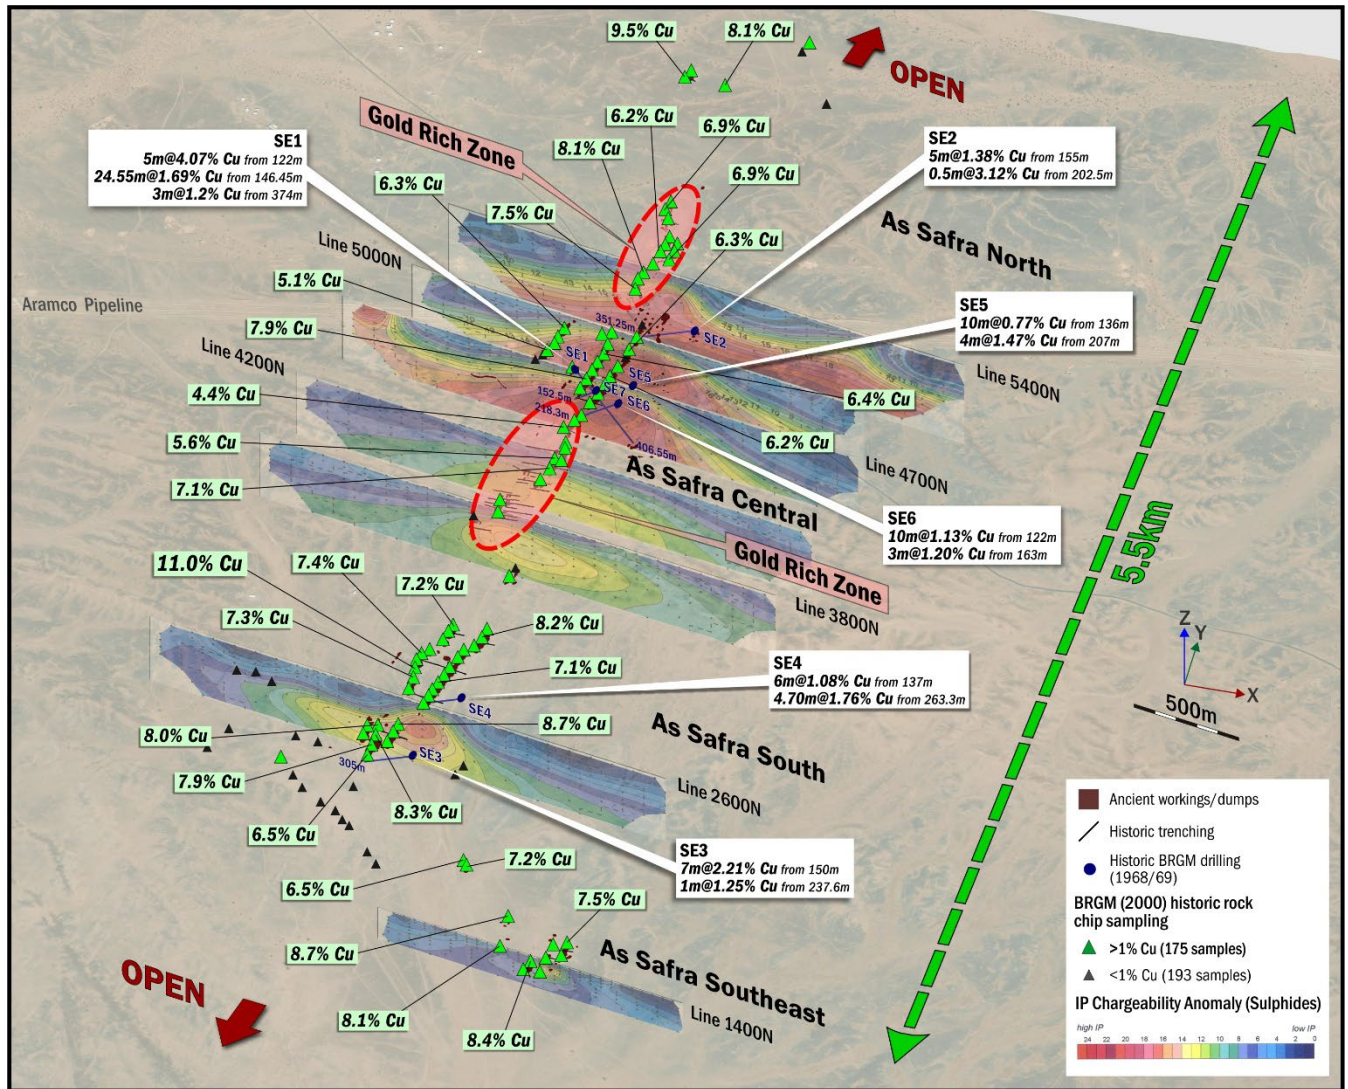 9.5% Cu
8.1% Cu
OPEN
Gold Rich Zone
6.2% Cu
6.9% Cu
8.1% Cu
SE1
5m@4.07% Cu from 122m
24.55m@1.69% Cu from 146.45m
3m@1.2% Cu from 374m
SE2
5m@1.38% Cu from 155m
0.5m@3.12% Cu from 202.5m
6.3% Cu
6.9% Cu
7.5% Cu
6.3% Cu
As Safra North
Line 5000N
5.1% Cu
Aramco Pipeline
7.9% Cu
351.25m
SE2
SE5
10m@0.77% Cu from 136m
4m@1.47% Cu from 207m
Line 4200N
SE1
SE5
Line 5400N
4.4% Cu
152.5m
SE7
SE6
218.3m
6.4% Cu
5.6% Cu
406.55m
6.2% Cu
Line 4700N
7.1% Cu
As Safra Central
SE6
10m@1.13% Cu from 122m
3m@1.20% Cu from 163m
Gold Rich Zone
5.5km
11.0% Cu
7.4% Cu
7.2% Cu
Line 3800N
7.3% Cu
8.2% Cu
Z
Y
X
500m
7.1% Cu
SE4
6m@1.08% Cu from 137m
4.70m@1.76% Cu from 263.3m
SE4
8.0% Cu
8.7% Cu
As Safra South
305m
SE3
7.9% Cu
Line 2600N
6.5% Cu
8.3% Cu
SE3
7m@2.21% Cu from 150m
1m@1.25% Cu from 237.6m
7.2% Cu
6.5% Cu
7.5% Cu
8.7% Cu
As Safra Southeast
OPEN
8.1% Cu
8.4% Cu
Line 1400N
Ancient workings/dumps
Historic trenching
Historic BRGM drilling
(1968/69)
BRGM (2000) historic rock
chip sampling
>1% Cu (175 samples)
<1% Cu (193 samples)
IP Chargeability Anomaly (Sulphides)
high IP low IP
24 22 20 18 16 14 12 10 8 6 4 2 0